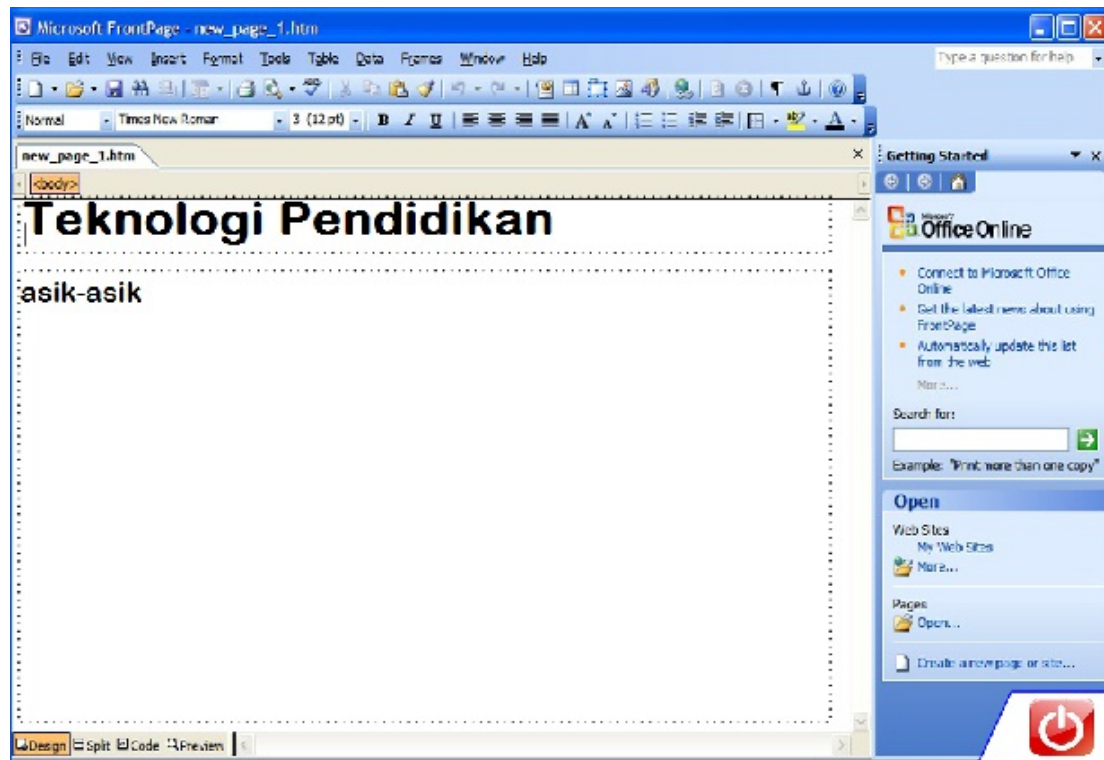 Microsoft FrontPage - new_page_1.htm
File Edit View Insert Format Tools Table Data Frames Window Help
Type a question for help
Normal Times New Roman 3 (12 pt) B I U A A A
new_page_1.htm
Getting Started
<body>
Teknologi Pendidikan
asik-asik
Microsoft
Office Online
Connect to Microsoft Office
Online
Get the latest news about using
FrontPage
Automatically update this list
from the web
More...
Search for:
Example: "Print more than one copy"
Open
Web Sites
My Web Sites
More...
Pages
Open...
Create a new page or site...
Design Split Code Preview